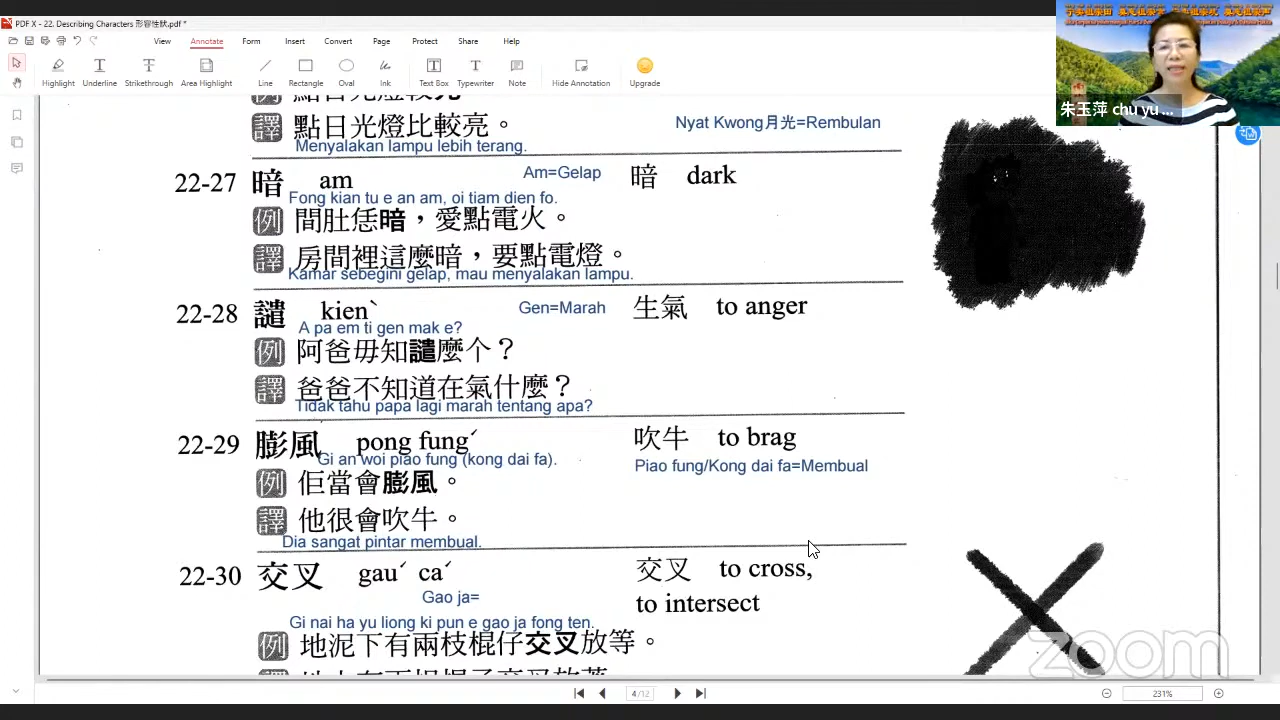 PDF X - 22. Describing Characters 形容性狀.pdf *
View Annotate Form Insert Convert Page Protect Share Help
Highlight Underline Strikethrough Area Highlight Line Rectangle Oval Ink Text Box Typewriter Note Hide Annotation Upgrade
朱玉萍 chu yu ...
點日光燈比較亮。
Nyat Kwong月光=Rembulan
Menyalakan lampu lebih terang.
22-27 暗 am Am=Gelap 暗 dark
Fong kian tu e an am, oi tiam dien fo.
例 間肚恁暗，愛點電火。
譯 房間裡這麼暗，要點電燈。
Kamar sebegini gelap, mau menyalakan lampu.
22-28 譴 kienˋ Gen=Marah 生氣 to anger
A pa em ti gen mak e?
例 阿爸毋知譴麼个？
譯 爸爸不知道在氣什麼？
Tidak tahu papa lagi marah tentang apa?
22-29 膨風 pong fungˊ 吹牛 to brag
Gi an woi piao fung (kong dai fa).
Piao fung/Kong dai fa=Membual
例 佢當會膨風。
譯 他很會吹牛。
Dia sangat pintar membual.
22-30 交叉 gauˊ caˊ 交叉 to cross,
Gao ja=
to intersect
Gi nai ha yu liong ki pun e gao ja fong ten.
例 地泥下有兩枝棍仔交叉放等。
zoom
4/12
231%